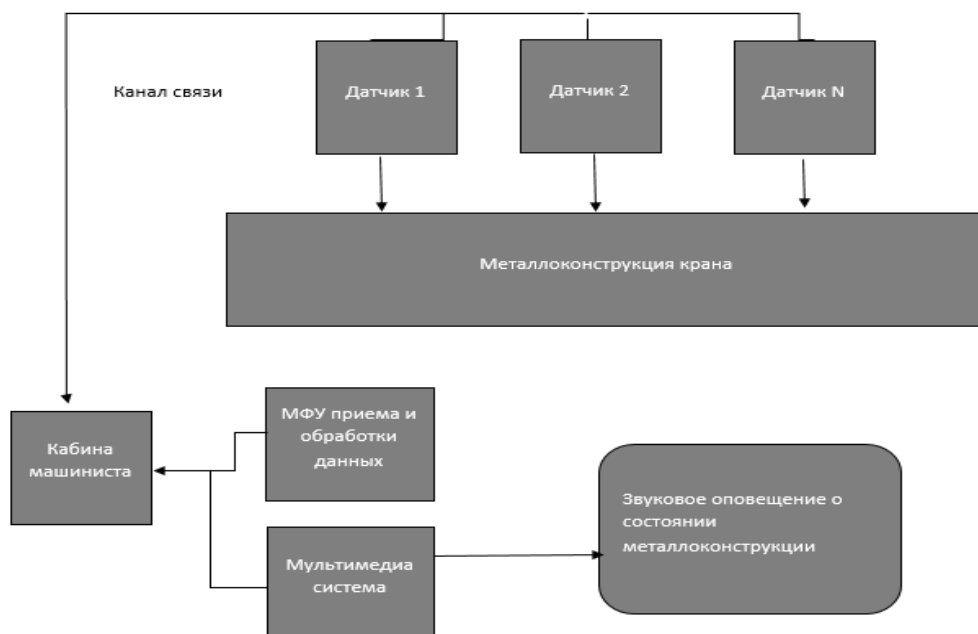 Канал связи
Датчик 1
Датчик 2
Датчик N
Металлоконструкция крана
Кабина
машиниста
МФУ приема и
обработки
данных
Мультимедиа
система
Звуковое оповещение о
состоянии
металлоконструкции